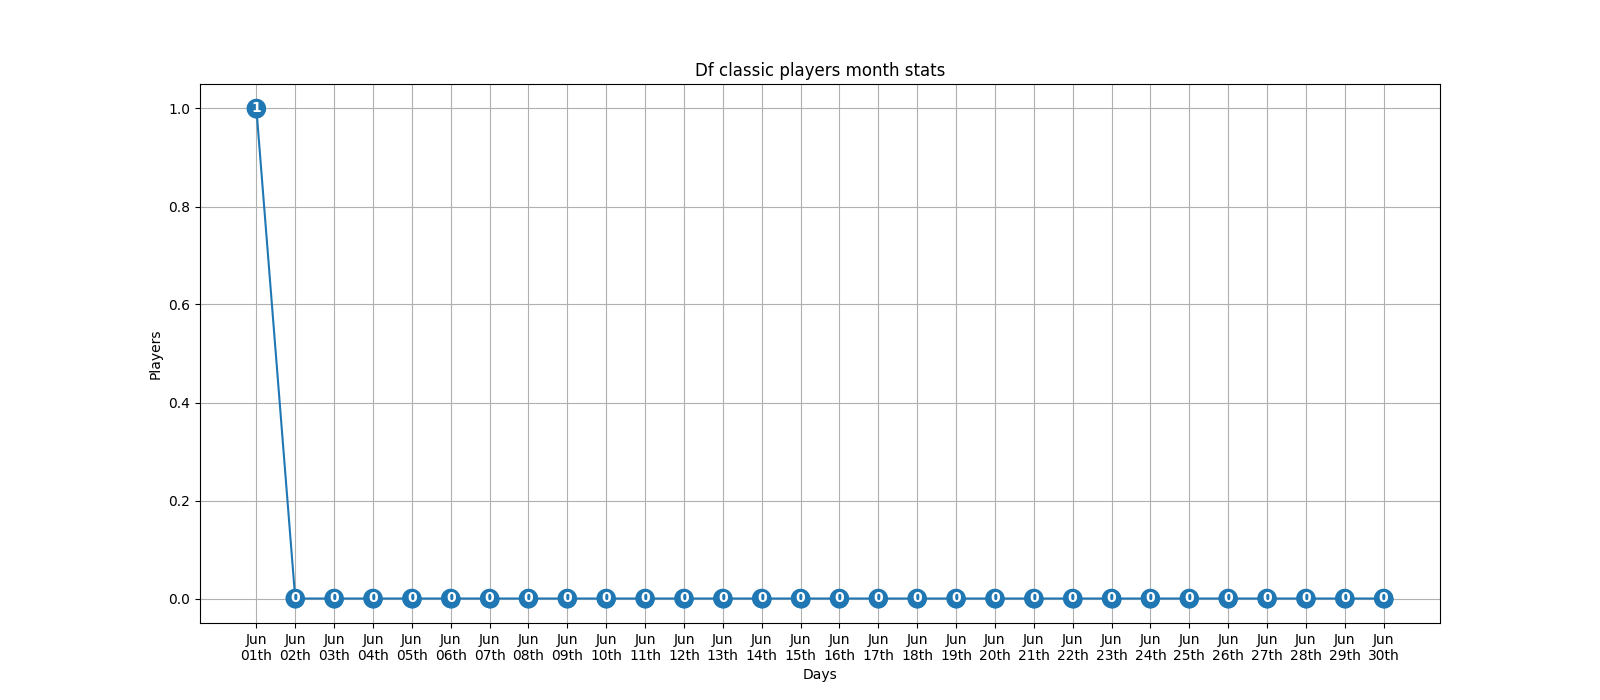 Df classic players month stats
1.0
0.8
0.6
0.4
0.2
0.0
Players
1
0 0 0 0 0 0 0 0 0 0 0 0 0 0 0 0 0 0 0 0 0 0 0 0 0 0 0 0 0
Jun Jun Jun Jun Jun Jun Jun Jun Jun Jun Jun Jun Jun Jun Jun Jun Jun Jun Jun Jun Jun Jun Jun Jun Jun Jun Jun Jun Jun Jun
01th 02th 03th 04th 05th 06th 07th 08th 09th 10th 11th 12th 13th 14th 15th 16th 17th 18th 19th 20th 21th 22th 23th 24th 25th 26th 27th 28th 29th 30th
Days